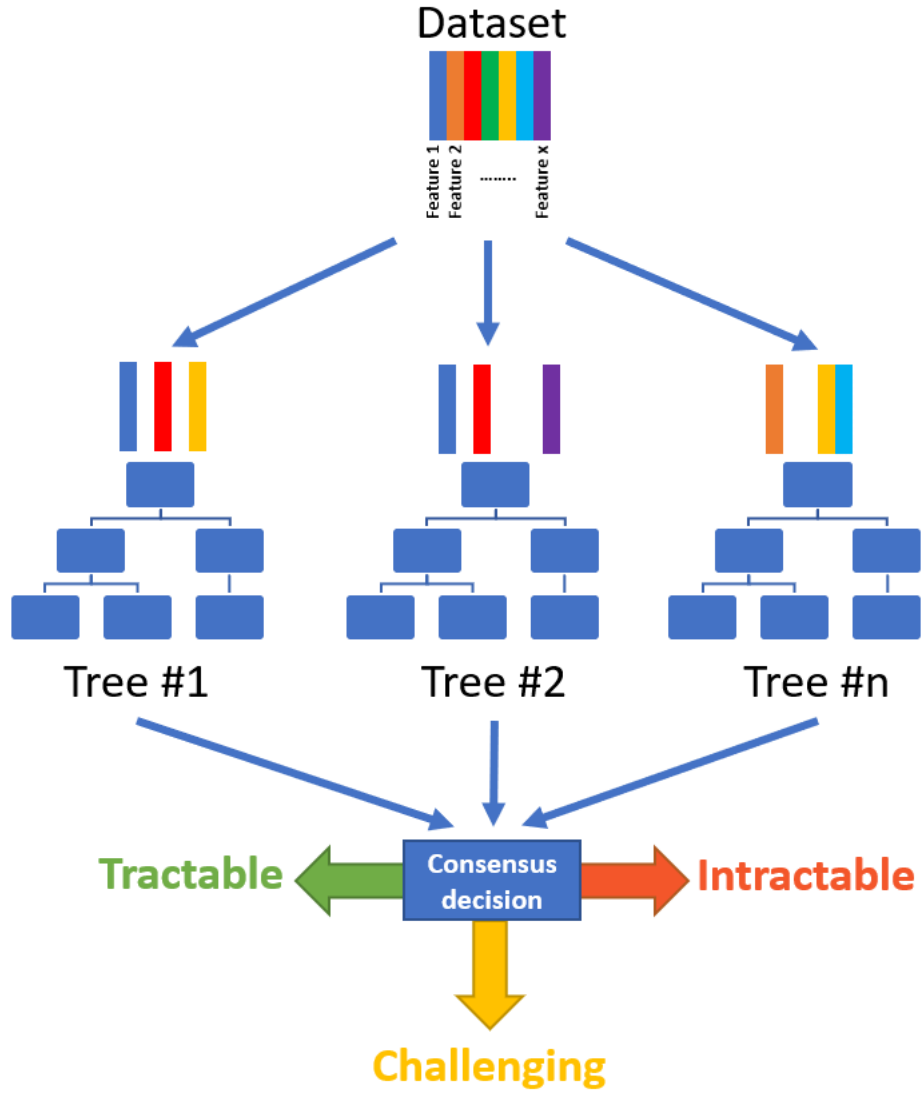 Dataset
Feature 1
Feature 2
........
Feature x
Tree #1
Tree #2
Tree #n
Tractable
Consensus
decision
Intractable
Challenging